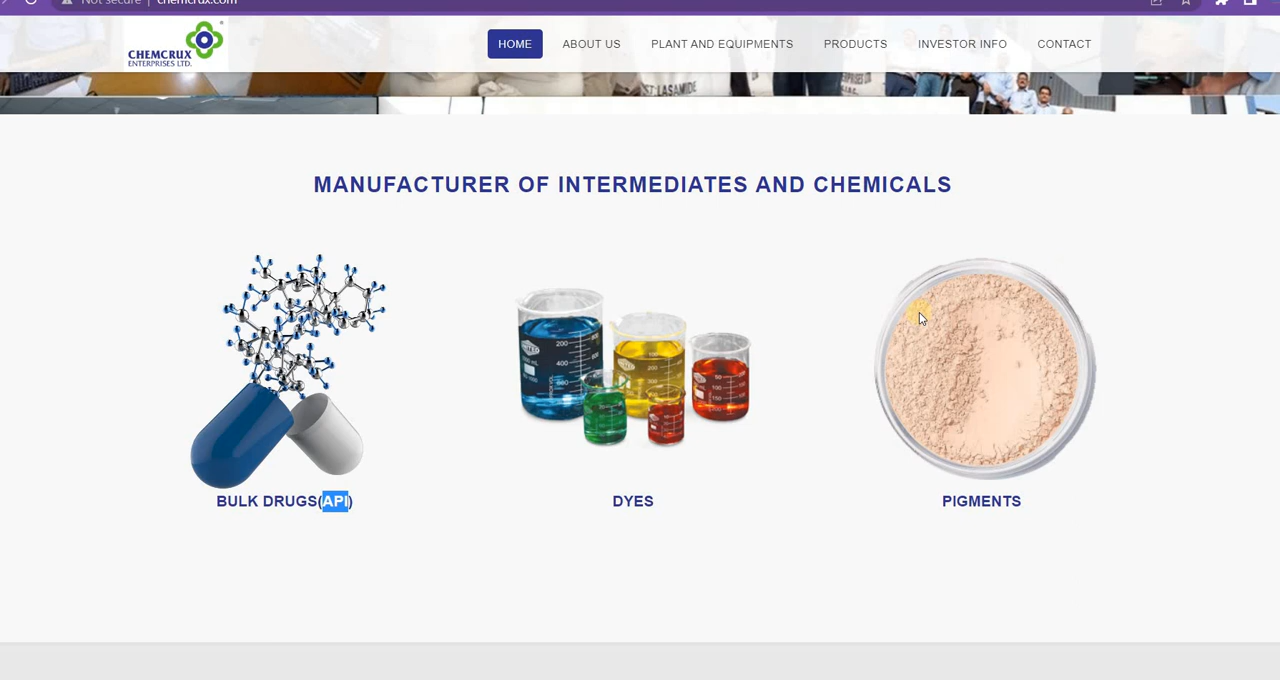 Not secure | chemcrux.com
CHEMCRUX
ENTERPRISES LTD.
HOME
ABOUT US
PLANT AND EQUIPMENTS
PRODUCTS
INVESTOR INFO
CONTACT
MANUFACTURER OF INTERMEDIATES AND CHEMICALS
BULK DRUGS(API)
DYES
PIGMENTS